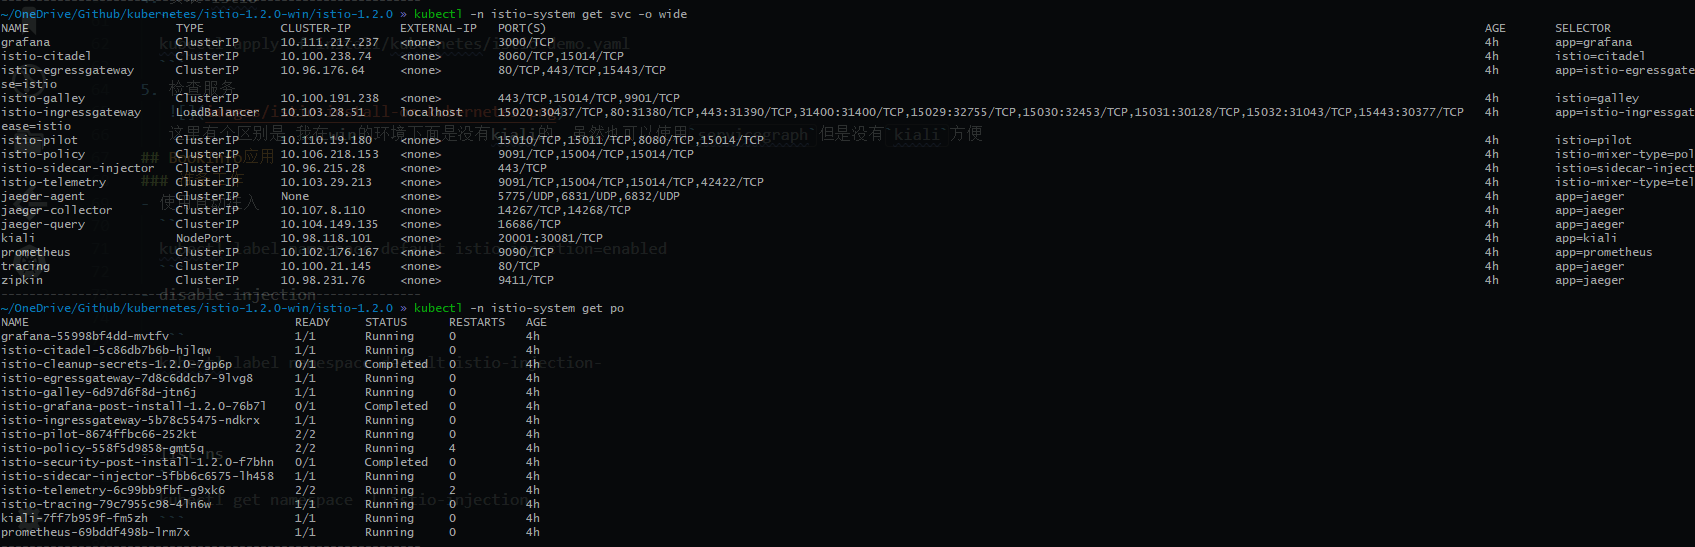 ~/OneDrive/Github/kubernetes/istio-1.2.0-win/istio-1.2.0 » kubectl -n istio-system get svc -o wide
NAME TYPE CLUSTER-IP EXTERNAL-IP PORT(S) AGE SELECTOR
grafana ClusterIP 10.111.217.237 <none> 3000/TCP 4h app=grafana
istio-citadel ClusterIP 10.100.238.74 <none> 8060/TCP,15014/TCP 4h istio=citadel
istio-egressgateway ClusterIP 10.96.176.64 <none> 80/TCP,443/TCP,15443/TCP 4h app=istio-egressgate
se=istio
istio-galley ClusterIP 10.100.191.238 <none> 443/TCP,15014/TCP,9901/TCP 4h istio=galley
istio-ingressgateway LoadBalancer 10.103.28.51 localhost 15020:30437/TCP,80:31380/TCP,443:31390/TCP,31400:31400/TCP,15029:32755/TCP,15030:32453/TCP,15031:30128/TCP,15032:31043/TCP,15443:30377/TCP 4h app=istio-ingressgat
ease=istio
istio-pilot ClusterIP 10.110.19.180 <none> 15010/TCP,15011/TCP,8080/TCP,15014/TCP 4h istio=pilot
istio-policy ClusterIP 10.106.218.153 <none> 9091/TCP,15004/TCP,15014/TCP 4h istio-mixer-type=pol
istio-sidecar-injector ClusterIP 10.96.215.28 <none> 443/TCP 4h istio=sidecar-inject
istio-telemetry ClusterIP 10.103.29.213 <none> 9091/TCP,15004/TCP,15014/TCP,42422/TCP 4h istio-mixer-type=tel
jaeger-agent ClusterIP None <none> 5775/UDP,6831/UDP,6832/UDP 4h app=jaeger
jaeger-collector ClusterIP 10.107.8.110 <none> 14267/TCP,14268/TCP 4h app=jaeger
jaeger-query ClusterIP 10.104.149.135 <none> 16686/TCP 4h app=jaeger
kiali NodePort 10.98.118.101 <none> 20001:30081/TCP 4h app=kiali
prometheus ClusterIP 10.102.176.167 <none> 9090/TCP 4h app=prometheus
tracing ClusterIP 10.100.21.145 <none> 80/TCP 4h app=jaeger
zipkin ClusterIP 10.98.231.76 <none> 9411/TCP 4h app=jaeger
~/OneDrive/Github/kubernetes/istio-1.2.0-win/istio-1.2.0 » kubectl -n istio-system get po
NAME READY STATUS RESTARTS AGE
grafana-55998bf4dd-mvtfv 1/1 Running 0 4h
istio-citadel-5c86db7b6b-hjlqw 1/1 Running 0 4h
istio-cleanup-secrets-1.2.0-7gp6p 0/1 Completed 0 4h
istio-egressgateway-7d8c6ddcb7-9lvg8 1/1 Running 0 4h
istio-galley-6d97d6f8d-jtn6j 1/1 Running 0 4h
istio-grafana-post-install-1.2.0-76b7l 0/1 Completed 0 4h
istio-ingressgateway-5b78c55475-ndkrx 1/1 Running 0 4h
istio-pilot-8674ffbc66-252kt 2/2 Running 0 4h
istio-policy-558f5d9858-gmt5q 2/2 Running 4 4h
istio-security-post-install-1.2.0-f7bhn 0/1 Completed 0 4h
istio-sidecar-injector-5fbb6c6575-lh458 1/1 Running 0 4h
istio-telemetry-6c99bb9fbf-g9xk6 2/2 Running 2 4h
istio-tracing-79c7955c98-4ln6w 1/1 Running 0 4h
kiali-7ff7b959f-fm5zh 1/1 Running 0 4h
prometheus-69bddf498b-lrm7x 1/1 Running 0 4h